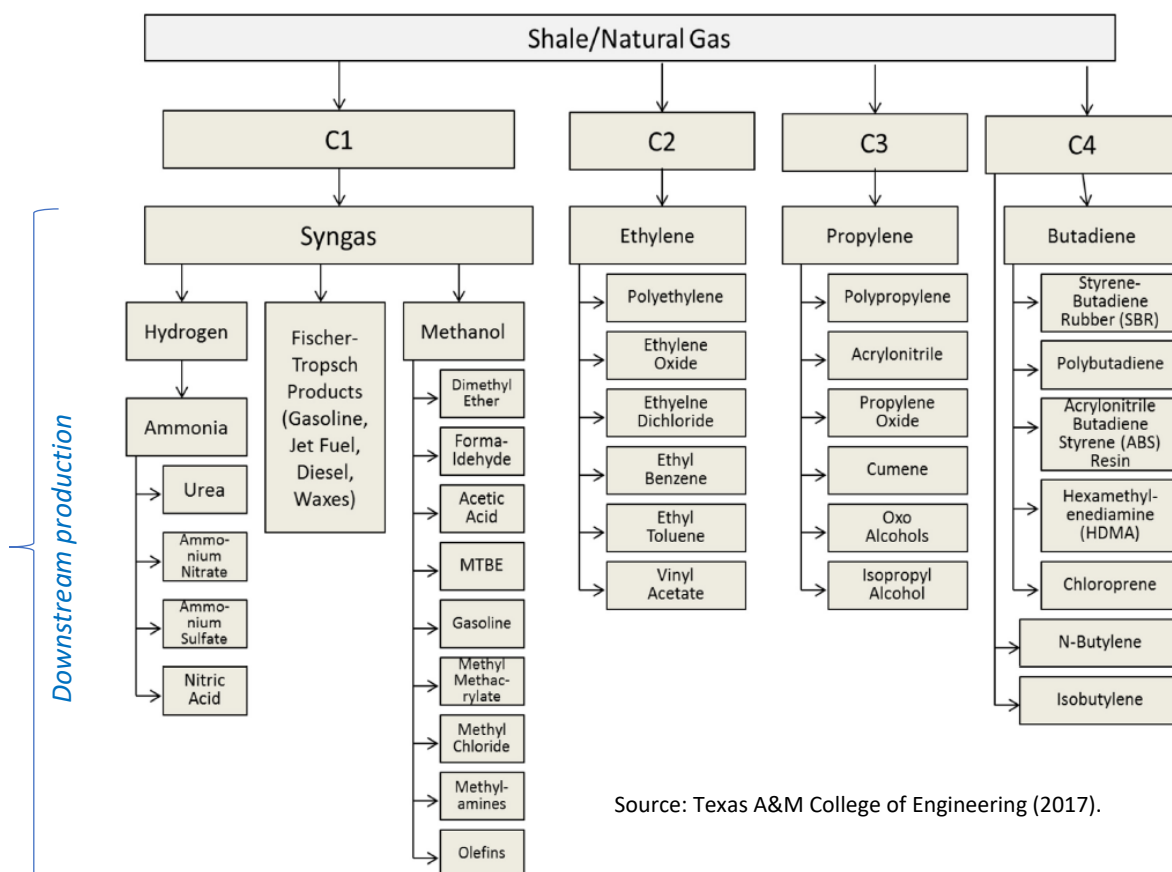 Shale/Natural Gas
C1
C2
C3
C4
Syngas
Ethylene
Propylene
Butadiene
Hydrogen
Fischer-
Tropsch
Products
(Gasoline,
Jet Fuel,
Diesel,
Waxes)
Methanol
Ammonia
Urea
Ammo-
nium
Nitrate
Ammo-
nium
Sulfate
Nitric
Acid
Dimethyl
Ether
Forma-
ldehyde
Acetic
Acid
MTBE
Gasoline
Methyl
Methac-
rylate
Methyl
Chloride
Methyl-
amines
Olefins
Polyethylene
Ethylene
Oxide
Ethyelne
Dichloride
Ethyl
Benzene
Ethyl
Toluene
Vinyl
Acetate
Polypropylene
Acrylonitrile
Propylene
Oxide
Cumene
Oxo
Alcohols
Isopropyl
Alcohol
Styrene-
Butadiene
Rubber (SBR)
Polybutadiene
Acrylonitrile
Butadiene
Styrene (ABS)
Resin
Hexamethyl-
enediamine
(HDMA)
Chloroprene
N-Butylene
Isobutylene
Downstream production
Source: Texas A&M College of Engineering (2017).